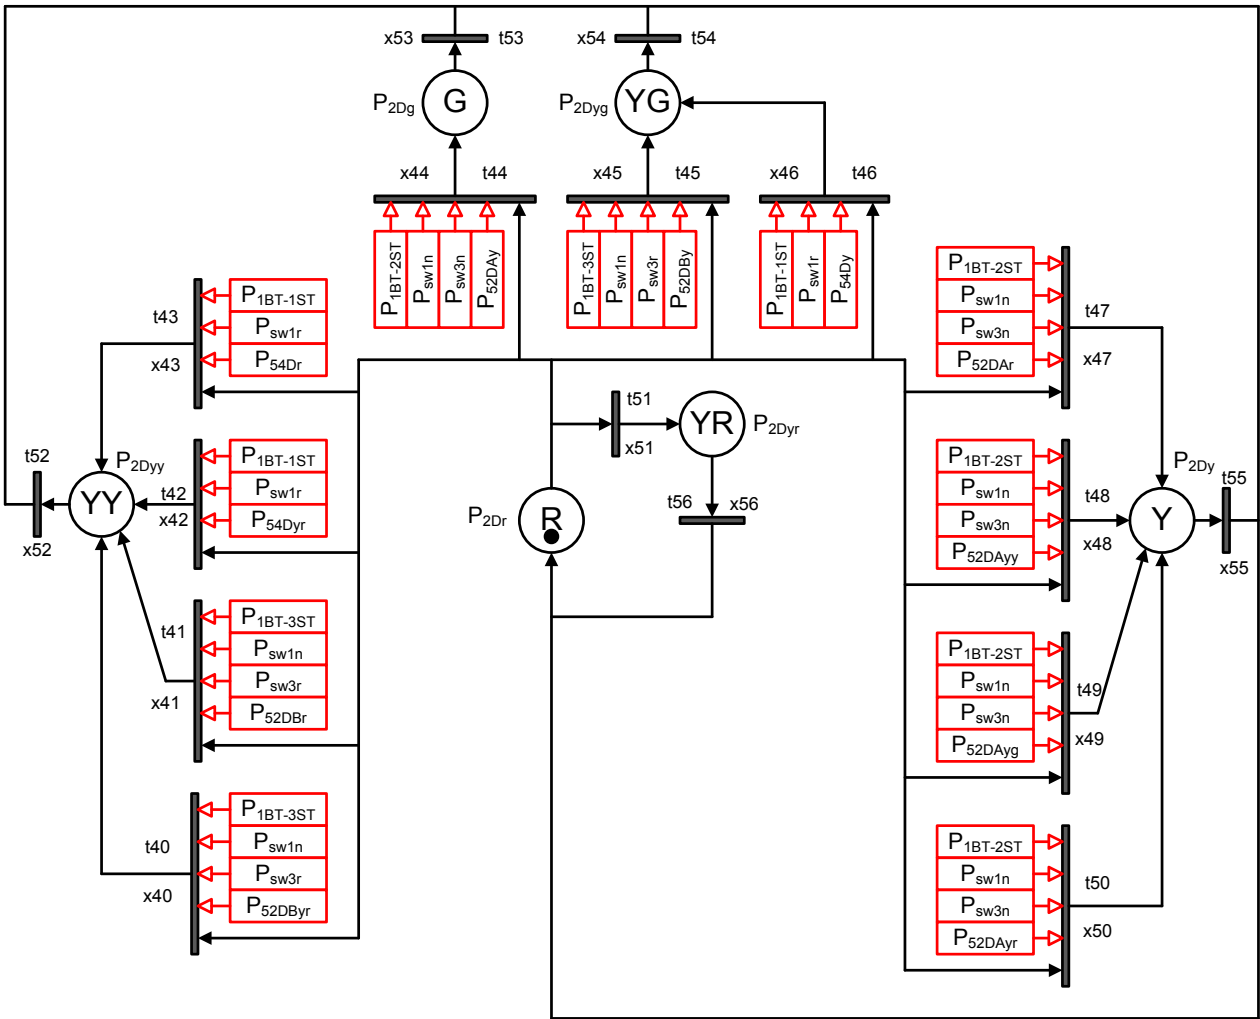 x53 t53 x54 t54
P2Dg G P2Dyg YG
x44 t44 x45 t45 x46 t46
P1BT-2ST
Psw1n
Psw3n
P52DAy
P1BT-3ST
Psw1n
Psw3r
P52DBy
P1BT-1ST
Psw1r
P54Dy
t43
x43
P1BT-1ST
Psw1r
P54Dr
t42
x42
P1BT-1ST
Psw1r
P54Dyr
t41
x41
P1BT-3ST
Psw1n
Psw3r
P52DBr
t40
x40
P1BT-3ST
Psw1n
Psw3r
P52DByr
t52
x52
P2Dyy
YY
t51
x51
YR
P2Dyr
t56 x56
P2Dr
R
P1BT-2ST
Psw1n
Psw3n
P52DAr
t47
x47
P1BT-2ST
Psw1n
Psw3n
P52DAyy
t48
x48
P1BT-2ST
Psw1n
Psw3n
P52DAyg
t49
x49
P1BT-2ST
Psw1n
Psw3n
P52DAyr
t50
x50
P2Dy
Y
t55
x55